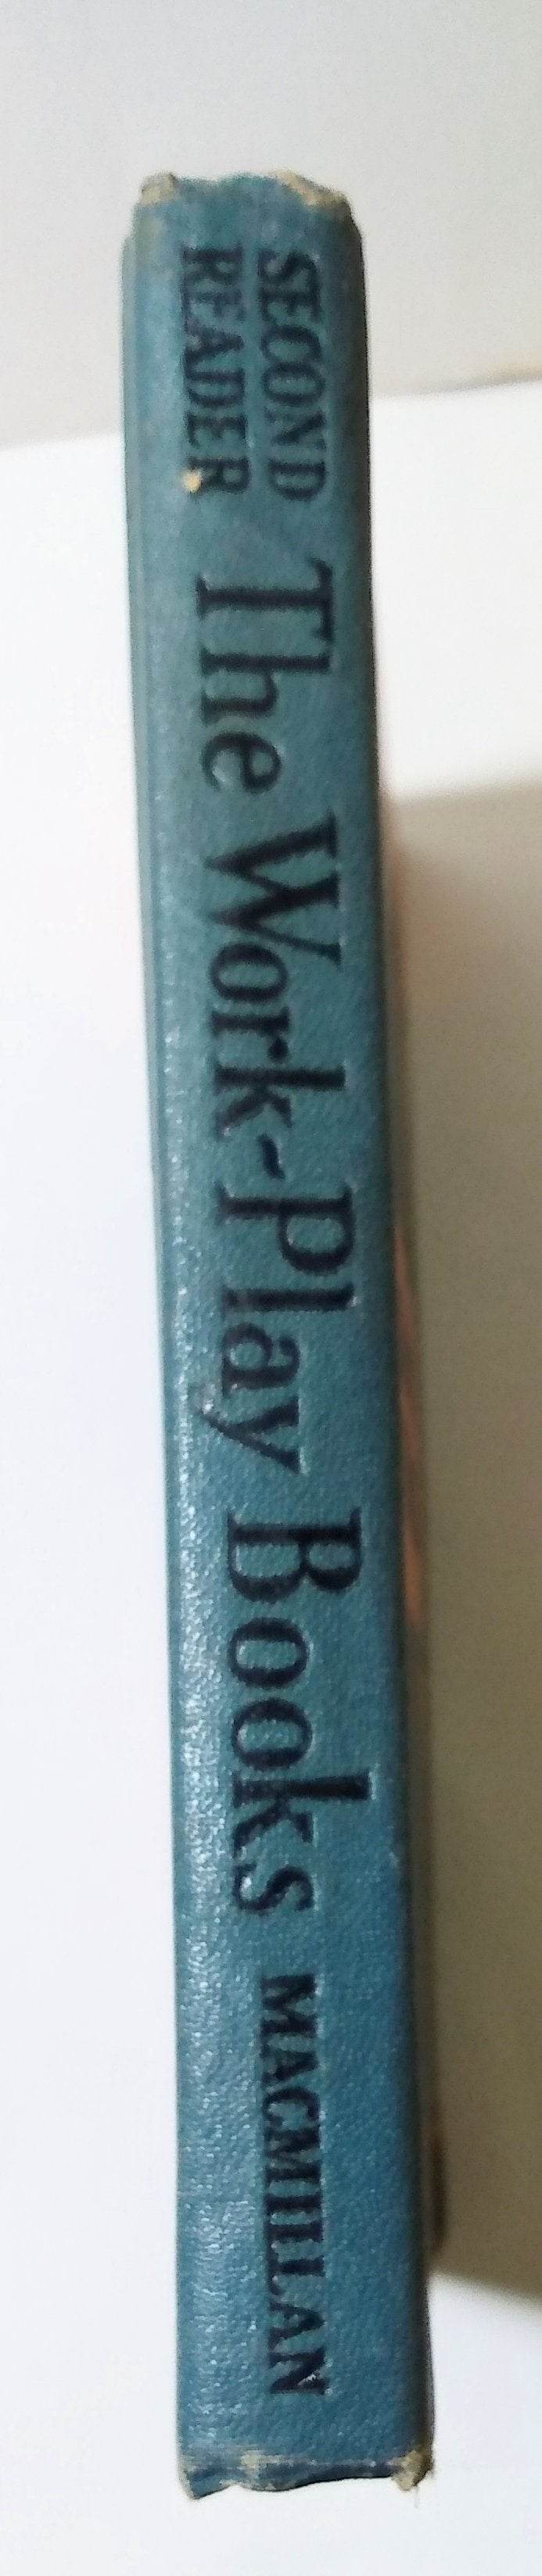 SECOND
READER
The Work-Play Books
MACMILLAN